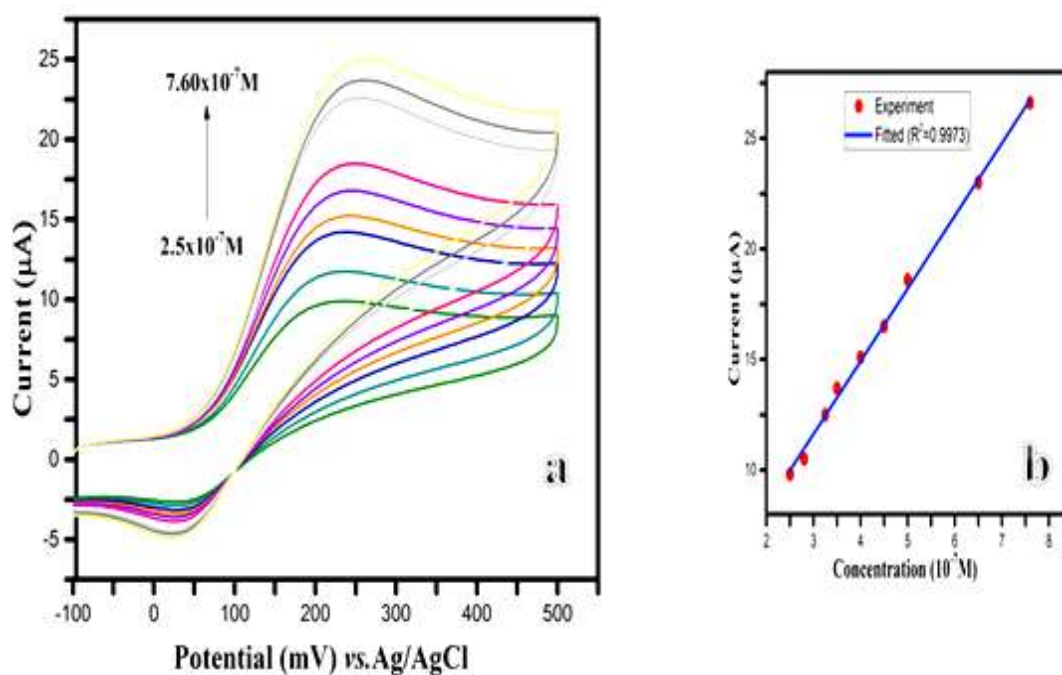 25
20
15
10
5
0
-5
Current (µA)
7.60x10⁻⁷M
2.5x10⁻⁷M
a
-100 0 100 200 300 400 500
Potential (mV) vs.Ag/AgCl
Experiment
Fitted (R²=0.9973)
25
20
15
10
Current (µA)
b
2 3 4 5 6 7 8
Concentration (10⁻⁷M)